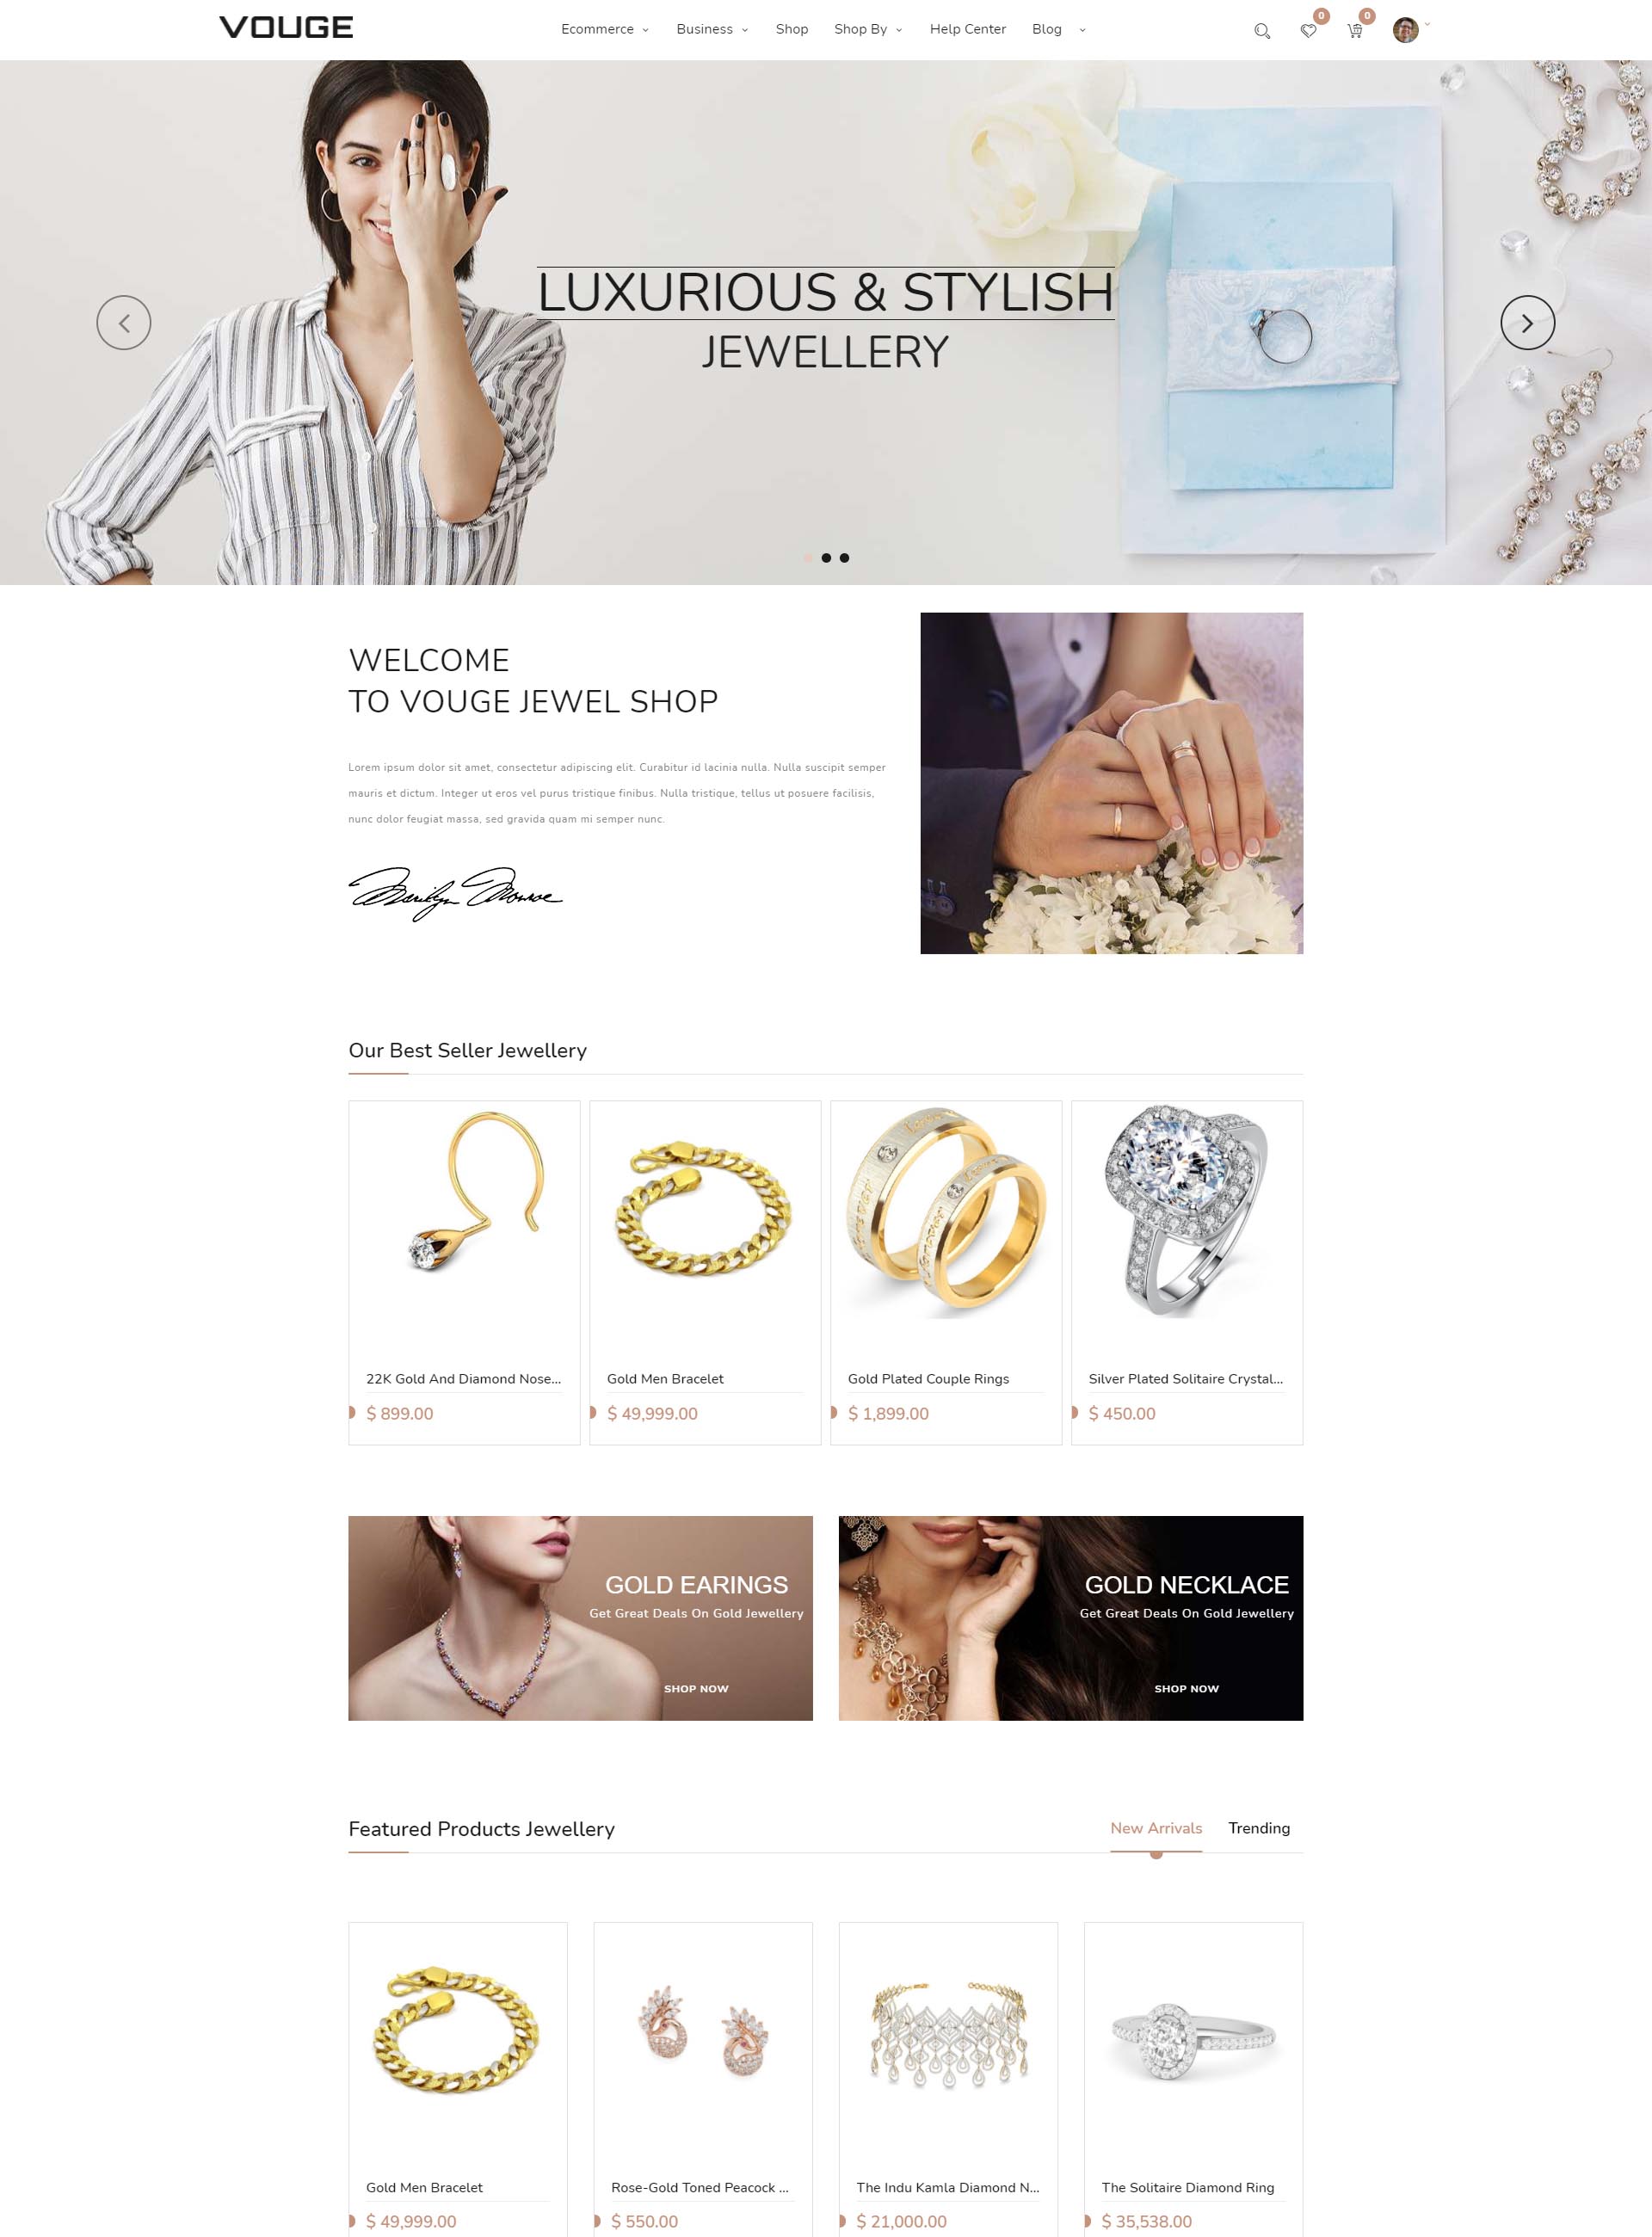 VOUGE
Ecommerce Business Shop Shop By Help Center Blog
0 0
LUXURIOUS & STYLISH
JEWELLERY
WELCOME
TO VOUGE JEWEL SHOP
Lorem ipsum dolor sit amet, consectetur adipiscing elit. Curabitur id lacinia nulla. Nulla suscipit semper
mauris et dictum. Integer ut eros vel purus tristique finibus. Nulla tristique, tellus ut posuere facilisis,
nunc dolor feugiat massa, sed gravida quam mi semper nunc.
Marilyn Monroe
Our Best Seller Jewellery
22K Gold And Diamond Nose...
$ 899.00
Gold Men Bracelet
$ 49,999.00
Gold Plated Couple Rings
$ 1,899.00
Silver Plated Solitaire Crystal...
$ 450.00
GOLD EARINGS
Get Great Deals On Gold Jewellery
SHOP NOW
GOLD NECKLACE
Get Great Deals On Gold Jewellery
SHOP NOW
Featured Products Jewellery
New Arrivals Trending
Gold Men Bracelet
$ 49,999.00
Rose-Gold Toned Peacock ...
$ 550.00
The Indu Kamla Diamond N...
$ 21,000.00
The Solitaire Diamond Ring
$ 35,538.00